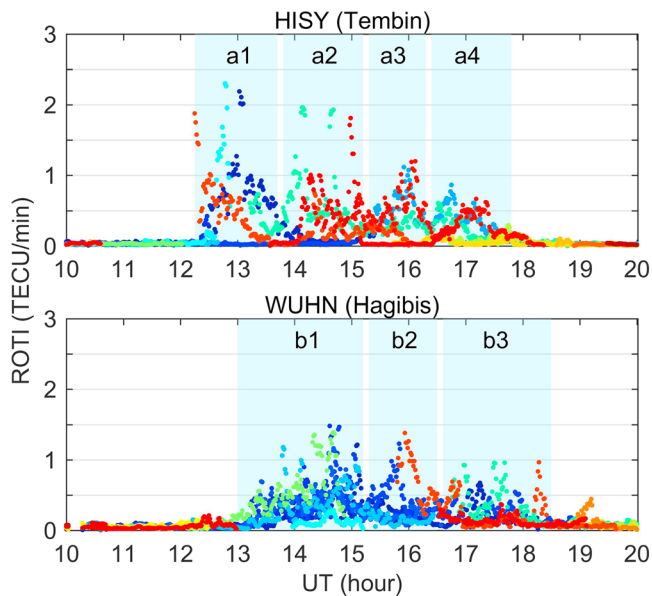 HISY (Tembin)
3
2
1
0
a1 a2 a3 a4
10 11 12 13 14 15 16 17 18 19 20
ROTI (TECU/min)
WUHN (Hagibis)
3
2
1
0
b1 b2 b3
10 11 12 13 14 15 16 17 18 19 20
UT (hour)